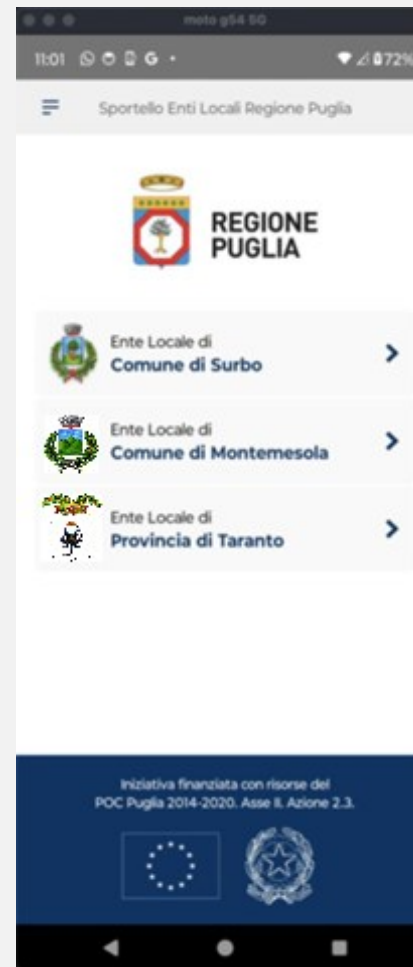 moto g54 5G
11:01 G 72%
Sportello Enti Locali Regione Puglia
REGIONE
PUGLIA
Ente Locale di
Comune di Surbo
Ente Locale di
Comune di Montemesola
Ente Locale di
Provincia di Taranto
Iniziativa finanziata con risorse del
POC Puglia 2014-2020. Asse II. Azione 2.3.